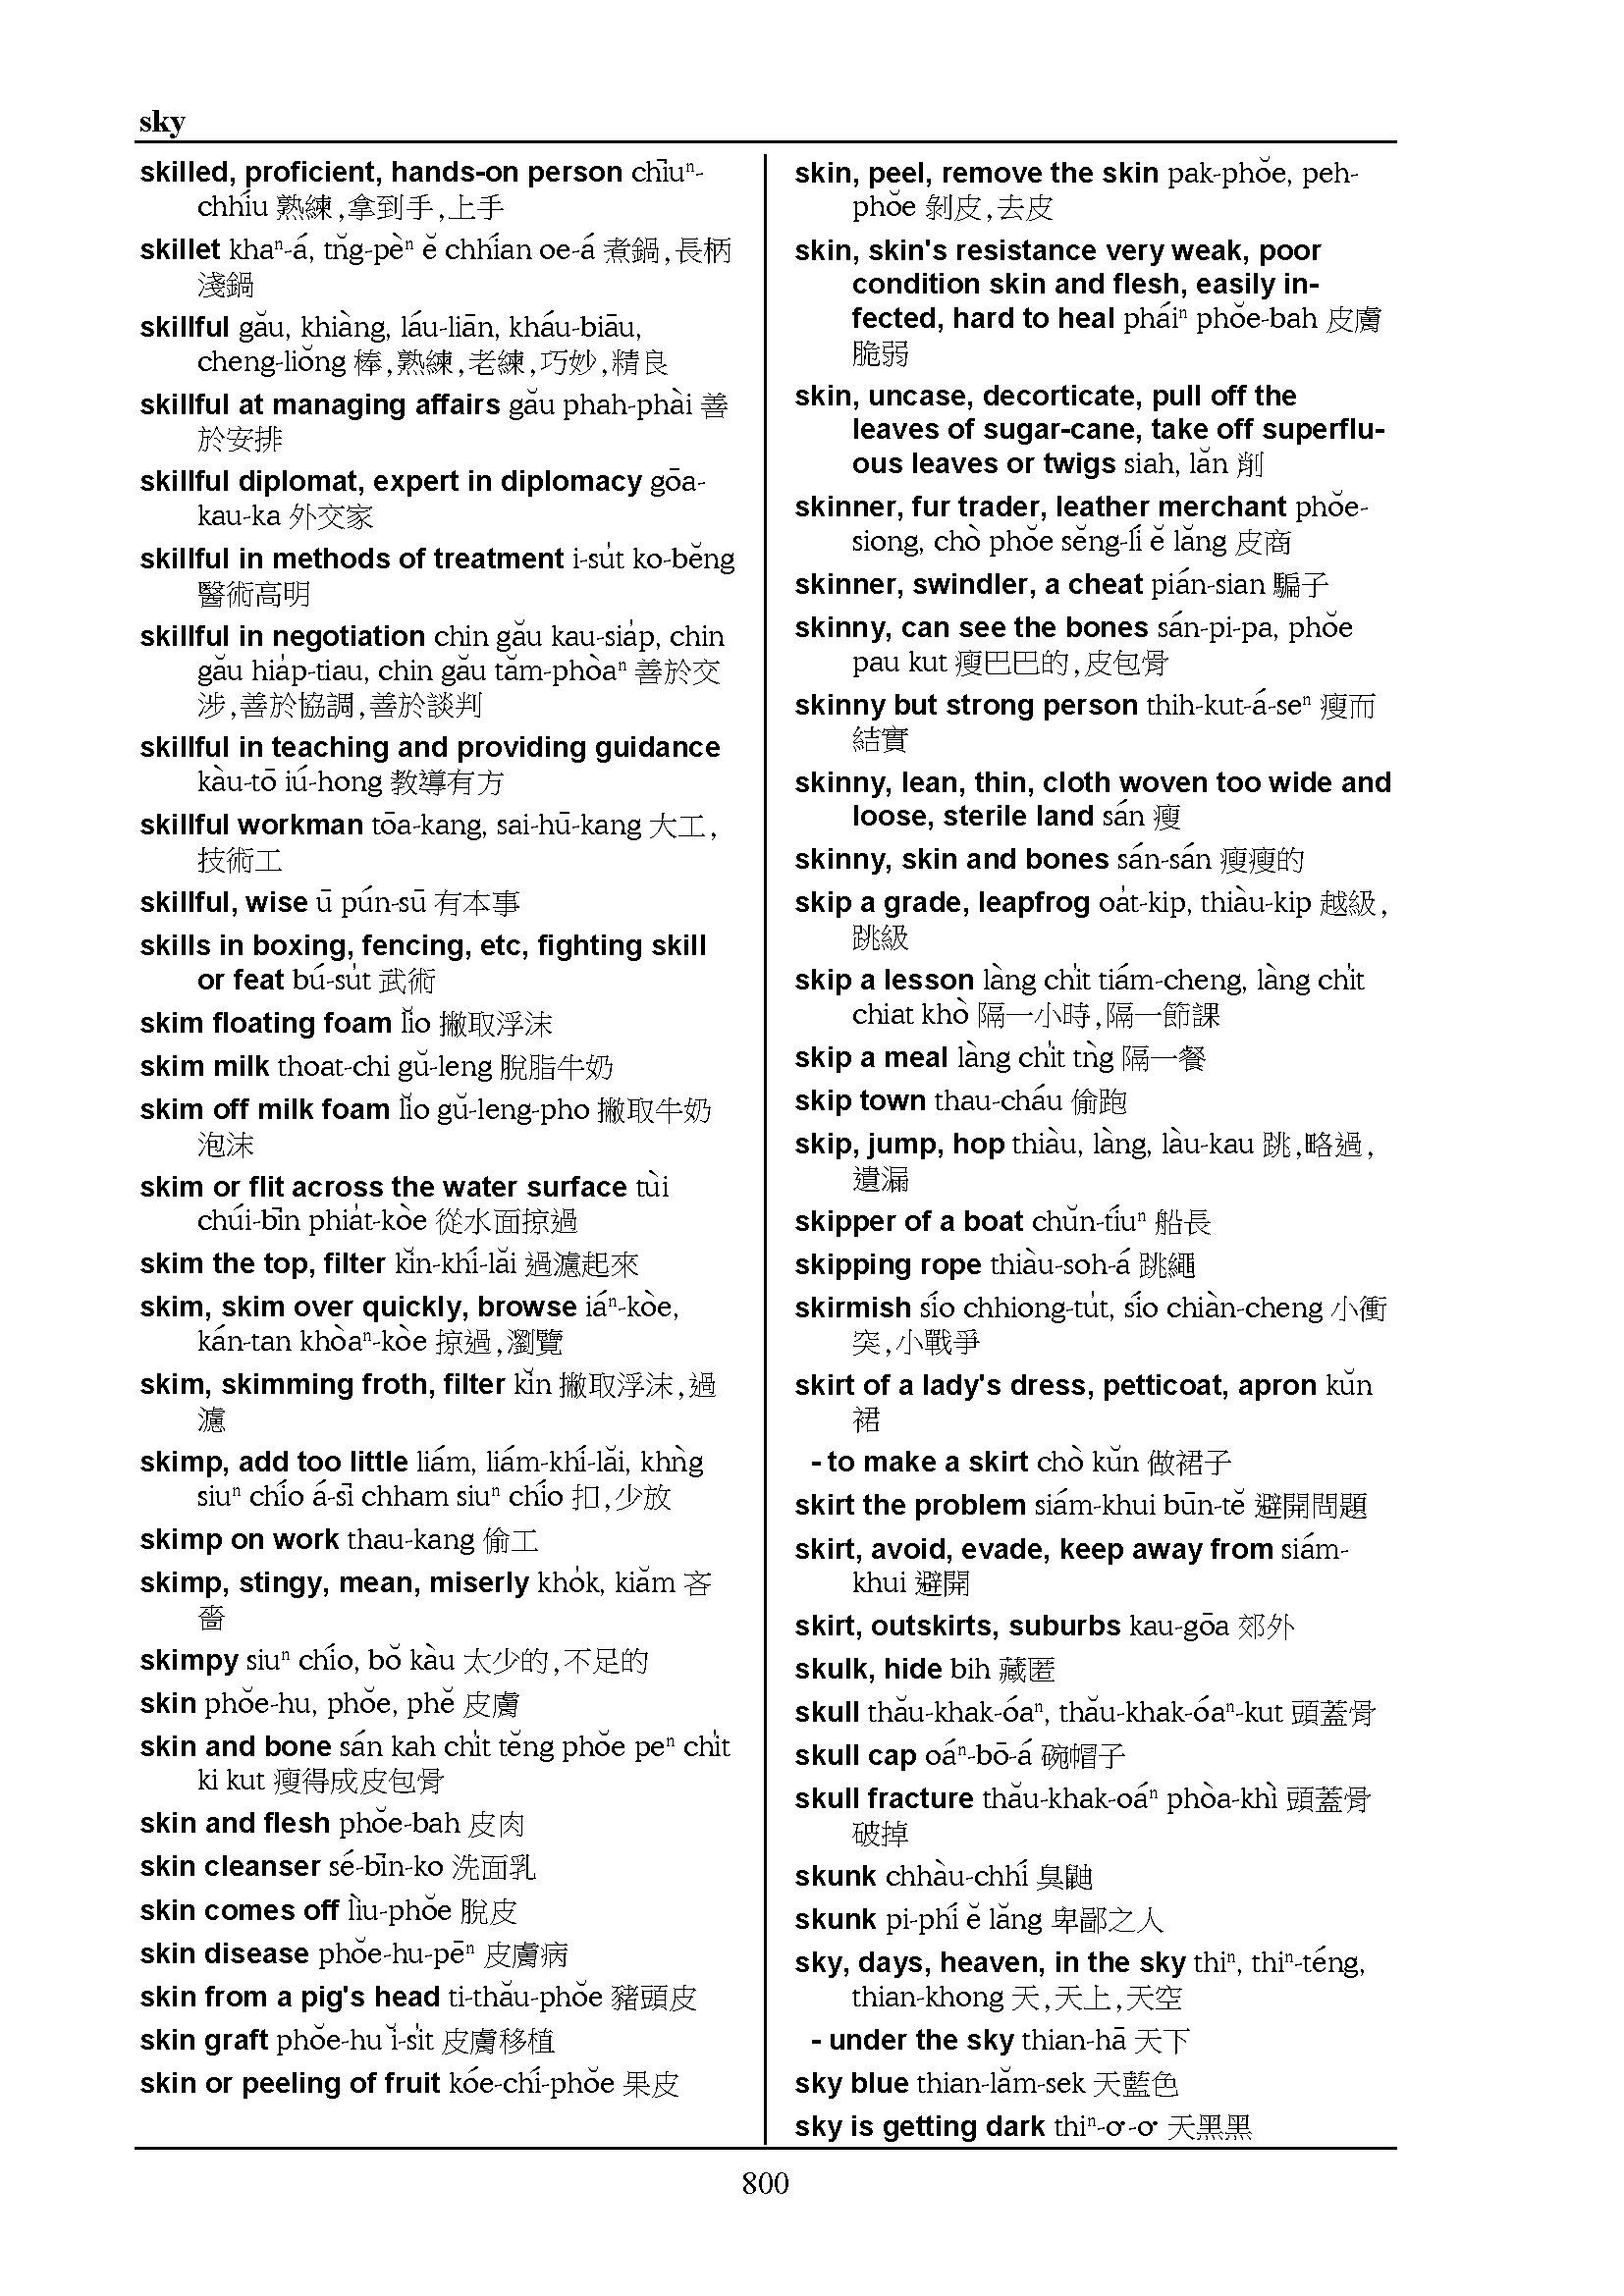 sky
skilled, proficient, hands-on person chīuⁿ-
chhíu 熟練,拿到手,上手
skillet khaⁿ-á, tn̆g-pèⁿ ĕ chhían oe-á 煮鍋,長柄
淺鍋
skillful gău, khiàng, láu-liān, kháu-biāu,
cheng-liŏng 棒,熟練,老練,巧妙,精良
skillful at managing affairs gău phah-phài 善
於安排
skillful diplomat, expert in diplomacy gōa-
kau-ka 外交家
skillful in methods of treatment i-su̍t ko-bĕng
醫術高明
skillful in negotiation chin gău kau-sia̍p, chin
gău hia̍p-tiau, chin gău tăm-phòaⁿ 善於交
涉,善於協調,善於談判
skillful in teaching and providing guidance
kàu-tō iú-hong 教導有方
skillful workman tōa-kang, sai-hū-kang 大工,
技術工
skillful, wise ū pún-sū 有本事
skills in boxing, fencing, etc, fighting skill
or feat bú-su̍t 武術
skim floating foam lĭo 撇取浮沫
skim milk thoat-chi gŭ-leng 脫脂牛奶
skim off milk foam lĭo gŭ-leng-pho 撇取牛奶
泡沫
skim or flit across the water surface tùi
chúi-bīn phia̍t-kòe 從水面掠過
skim the top, filter kĭn-khí-lăi 過濾起來
skim, skim over quickly, browse iáⁿ-kòe,
kán-tan khòaⁿ-kòe 掠過,瀏覽
skim, skimming froth, filter kĭn 撇取浮沫,過
濾
skimp, add too little liám, liám-khí-lăi, khǹg
siuⁿ chío á-sī chham siuⁿ chío 扣,少放
skimp on work thau-kang 偷工
skimp, stingy, mean, miserly kho̍k, kiăm 吝
嗇
skimpy siuⁿ chío, bŏ kàu 太少的,不足的
skin phŏe-hu, phŏe, phĕ 皮膚
skin and bone sán kah chi̍t tĕng phŏe peⁿ chi̍t
ki kut 瘦得成皮包骨
skin and flesh phŏe-bah 皮肉
skin cleanser sé-bīn-ko 洗面乳
skin comes off lìu-phŏe 脫皮
skin disease phŏe-hu-pēⁿ 皮膚病
skin from a pig's head ti-thău-phŏe 豬頭皮
skin graft phŏe-hu ĭ-si̍t 皮膚移植
skin or peeling of fruit kóe-chí-phŏe 果皮
skin, peel, remove the skin pak-phŏe, peh-
phŏe 剝皮,去皮
skin, skin's resistance very weak, poor
condition skin and flesh, easily in-
fected, hard to heal pháiⁿ phŏe-bah 皮膚
脆弱
skin, uncase, decorticate, pull off the
leaves of sugar-cane, take off superflu-
ous leaves or twigs siah, lăn 削
skinner, fur trader, leather merchant phŏe-
siong, chò phŏe sĕng-lí ĕ lăng 皮商
skinner, swindler, a cheat pián-sian 騙子
skinny, can see the bones sán-pi-pa, phŏe
pau kut 瘦巴巴的,皮包骨
skinny but strong person thih-kut-á-seⁿ 瘦而
結實
skinny, lean, thin, cloth woven too wide and
loose, sterile land sán 瘦
skinny, skin and bones sán-sán 瘦瘦的
skip a grade, leapfrog oa̍t-kip, thiàu-kip 越級,
跳級
skip a lesson làng chi̍t tiám-cheng, làng chi̍t
chiat khò 隔一小時,隔一節課
skip a meal làng chi̍t tǹg 隔一餐
skip town thau-cháu 偷跑
skip, jump, hop thiàu, làng, làu-kau 跳,略過,
遺漏
skipper of a boat chŭn-tíuⁿ 船長
skipping rope thiàu-soh-á 跳繩
skirmish sío chhiong-tu̍t, sío chiàn-cheng 小衝
突,小戰爭
skirt of a lady's dress, petticoat, apron kŭn
裙
- to make a skirt chò kŭn 做裙子
skirt the problem siám-khui būn-tĕ 避開問題
skirt, avoid, evade, keep away from siám-
khui 避開
skirt, outskirts, suburbs kau-gōa 郊外
skulk, hide bih 藏匿
skull thău-khak-óaⁿ, thău-khak-óaⁿ-kut 頭蓋骨
skull cap oáⁿ-bō-á 碗帽子
skull fracture thău-khak-oáⁿ phòa-khì 頭蓋骨
破掉
skunk chhàu-chhí 臭鼬
skunk pi-phí ĕ lăng 卑鄙之人
sky, days, heaven, in the sky thiⁿ, thiⁿ-téng,
thian-khong 天,天上,天空
- under the sky thian-hā 天下
sky blue thian-lăm-sek 天藍色
sky is getting dark thiⁿ-o͘-o͘ 天黑黑
800